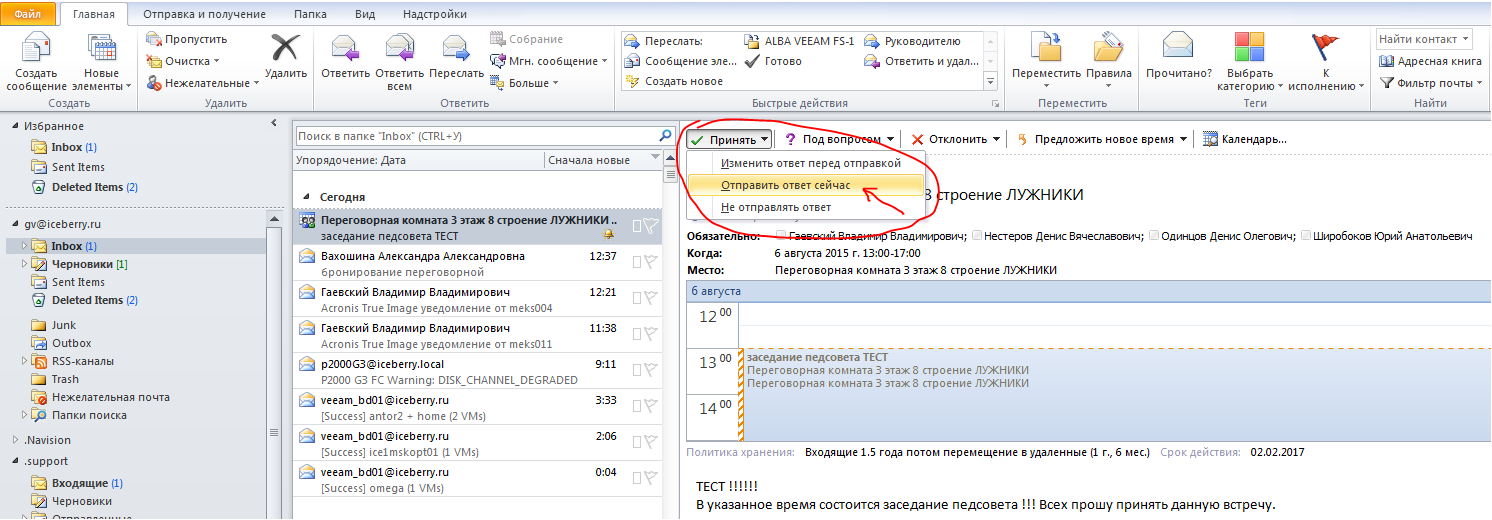 Файл Главная Отправка и получение Папка Вид Надстройки
Создать сообщение
Новые элементы
Создать
Пропустить
Очистка
Нежелательные
Удалить
Удалить
Ответить
Ответить всем
Переслать
Собрание
Мгн. сообщение
Больше
Ответить
Переслать:
Сообщение эле...
Создать новое
ALBA VEEAM FS-1
Готово
Руководителю
Ответить и удал...
Быстрые действия
Переместить
Правила
Переместить
Прочитано?
Выбрать категорию
К исполнению
Теги
Найти контакт
Адресная книга
Фильтр почты
Найти
Избранное
Inbox (1)
Sent Items
Deleted Items (2)
gv@iceberry.ru
Inbox (1)
Черновики [1]
Sent Items
Deleted Items (2)
Junk
Outbox
RSS-каналы
Trash
Нежелательная почта
Папки поиска
.Navision
.support
Входящие (1)
Черновики
Отправленные
Поиск в папке "Inbox" (CTRL+У)
Упорядочение: Дата Сначала новые
Сегодня
Переговорная комната 3 этаж 8 строение ЛУЖНИКИ ..
заседание педсовета ТЕСТ
Вахошина Александра Александровна 12:37
бронирование переговорной
Гаевский Владимир Владимирович 12:21
Acronis True Image уведомление от meks004
Гаевский Владимир Владимирович 11:38
Acronis True Image уведомление от meks011
p2000G3@iceberry.local 9:11
P2000 G3 FC Warning: DISK_CHANNEL_DEGRADED
veeam_bd01@iceberry.ru 3:33
[Success] antor2 + home (2 VMs)
veeam_bd01@iceberry.ru 2:06
[Success] ice1mskopt01 (1 VMs)
veeam_bd01@iceberry.ru 0:04
[Success] omega (1 VMs)
Принять ? Под вопросом Отклонить Предложить новое время Календарь...
Изменить ответ перед отправкой
Отправить ответ сейчас
Не отправлять ответ
8 строение ЛУЖНИКИ
Обязательно: Гаевский Владимир Владимирович; Нестеров Денис Вячеславович; Одинцов Денис Олегович; Широбоков Юрий Анатольевич
Когда: 6 августа 2015 г. 13:00-17:00
Место: Переговорная комната 3 этаж 8 строение ЛУЖНИКИ
6 августа
12 00
13 00
заседание педсовета ТЕСТ
Переговорная комната 3 этаж 8 строение ЛУЖНИКИ
Переговорная комната 3 этаж 8 строение ЛУЖНИКИ
14 00
Политика хранения: Входящие 1.5 года потом перемещение в удаленные (1 г., 6 мес.) Срок действия: 02.02.2017
ТЕСТ !!!!!!
В указанное время состоится заседание педсовета !!! Всех прошу принять данную встречу.